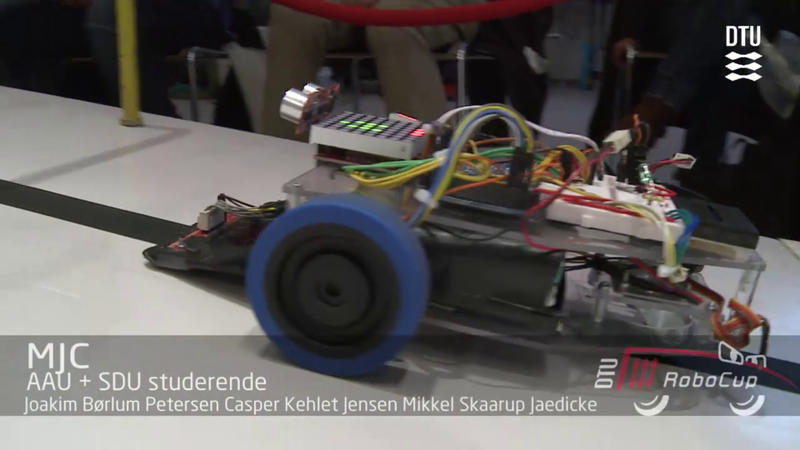 DTU
MJC
AAU + SDU studerende
Joakim Børlum Petersen Casper Kehlet Jensen Mikkel Skaarup Jaedicke
DTU
RoboCup